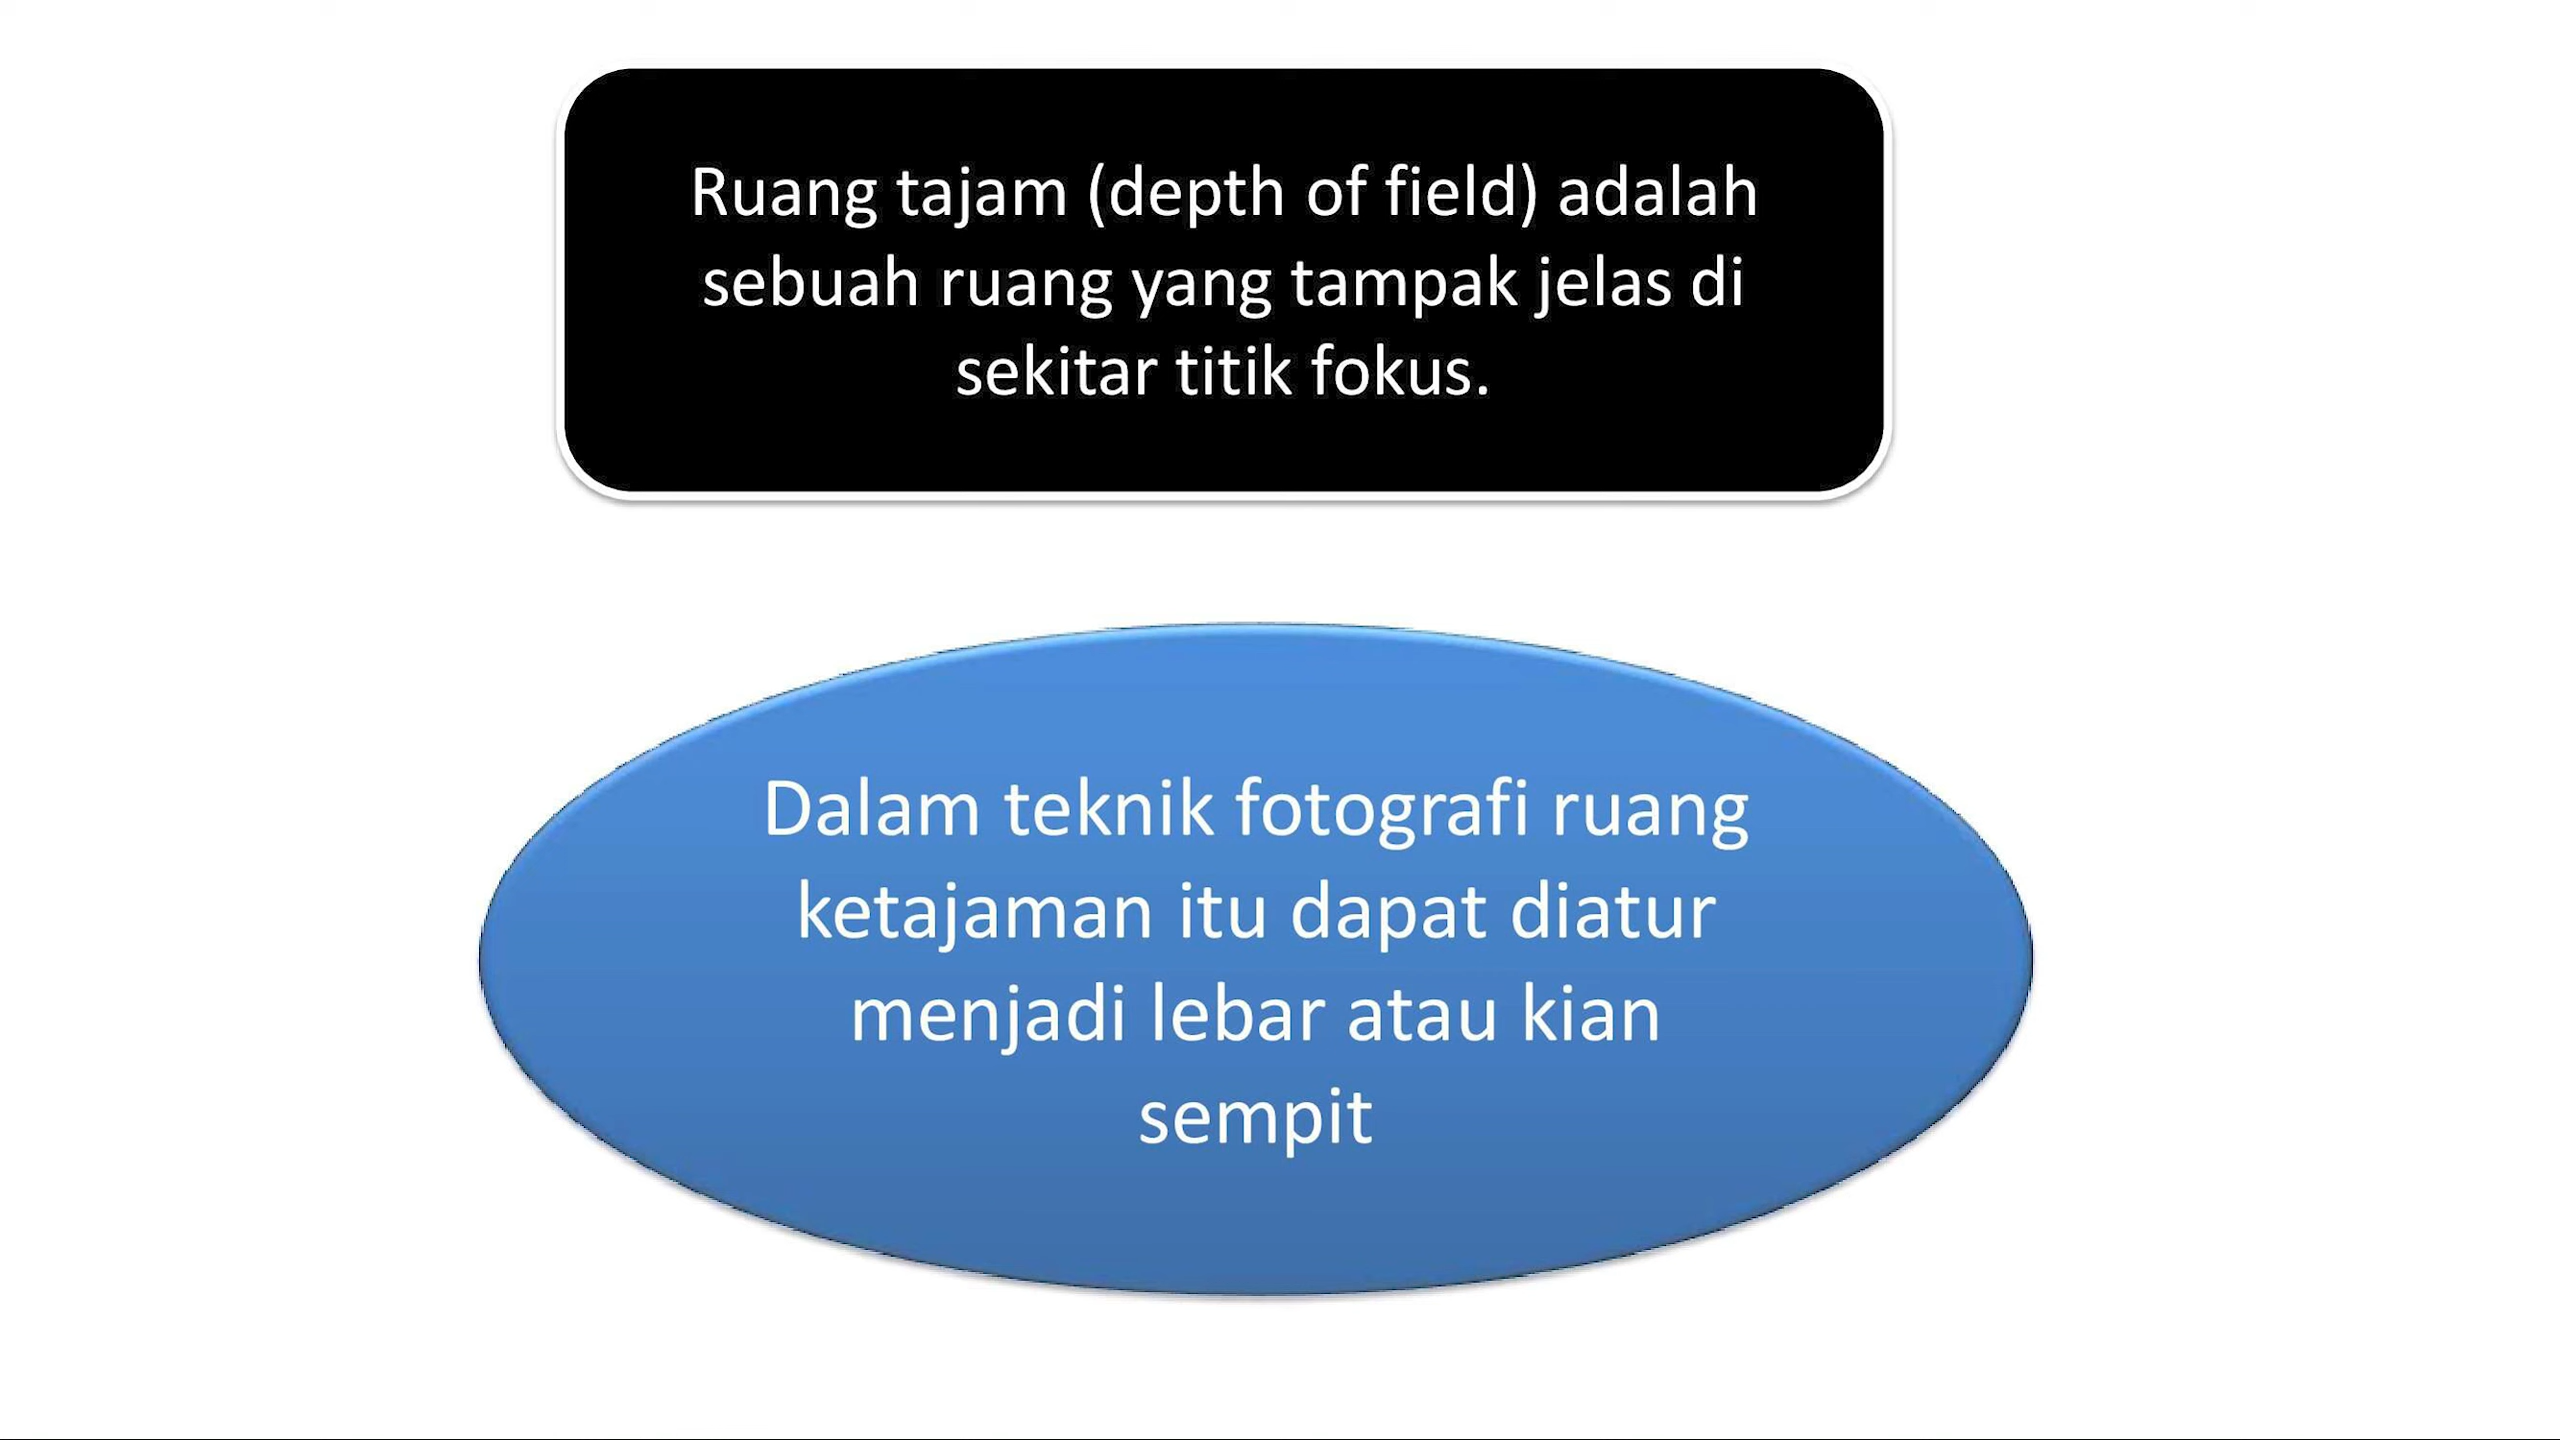 Ruang tajam (depth of field) adalah
sebuah ruang yang tampak jelas di
sekitar titik fokus.
Dalam teknik fotografi ruang
ketajaman itu dapat diatur
menjadi lebar atau kian
sempit